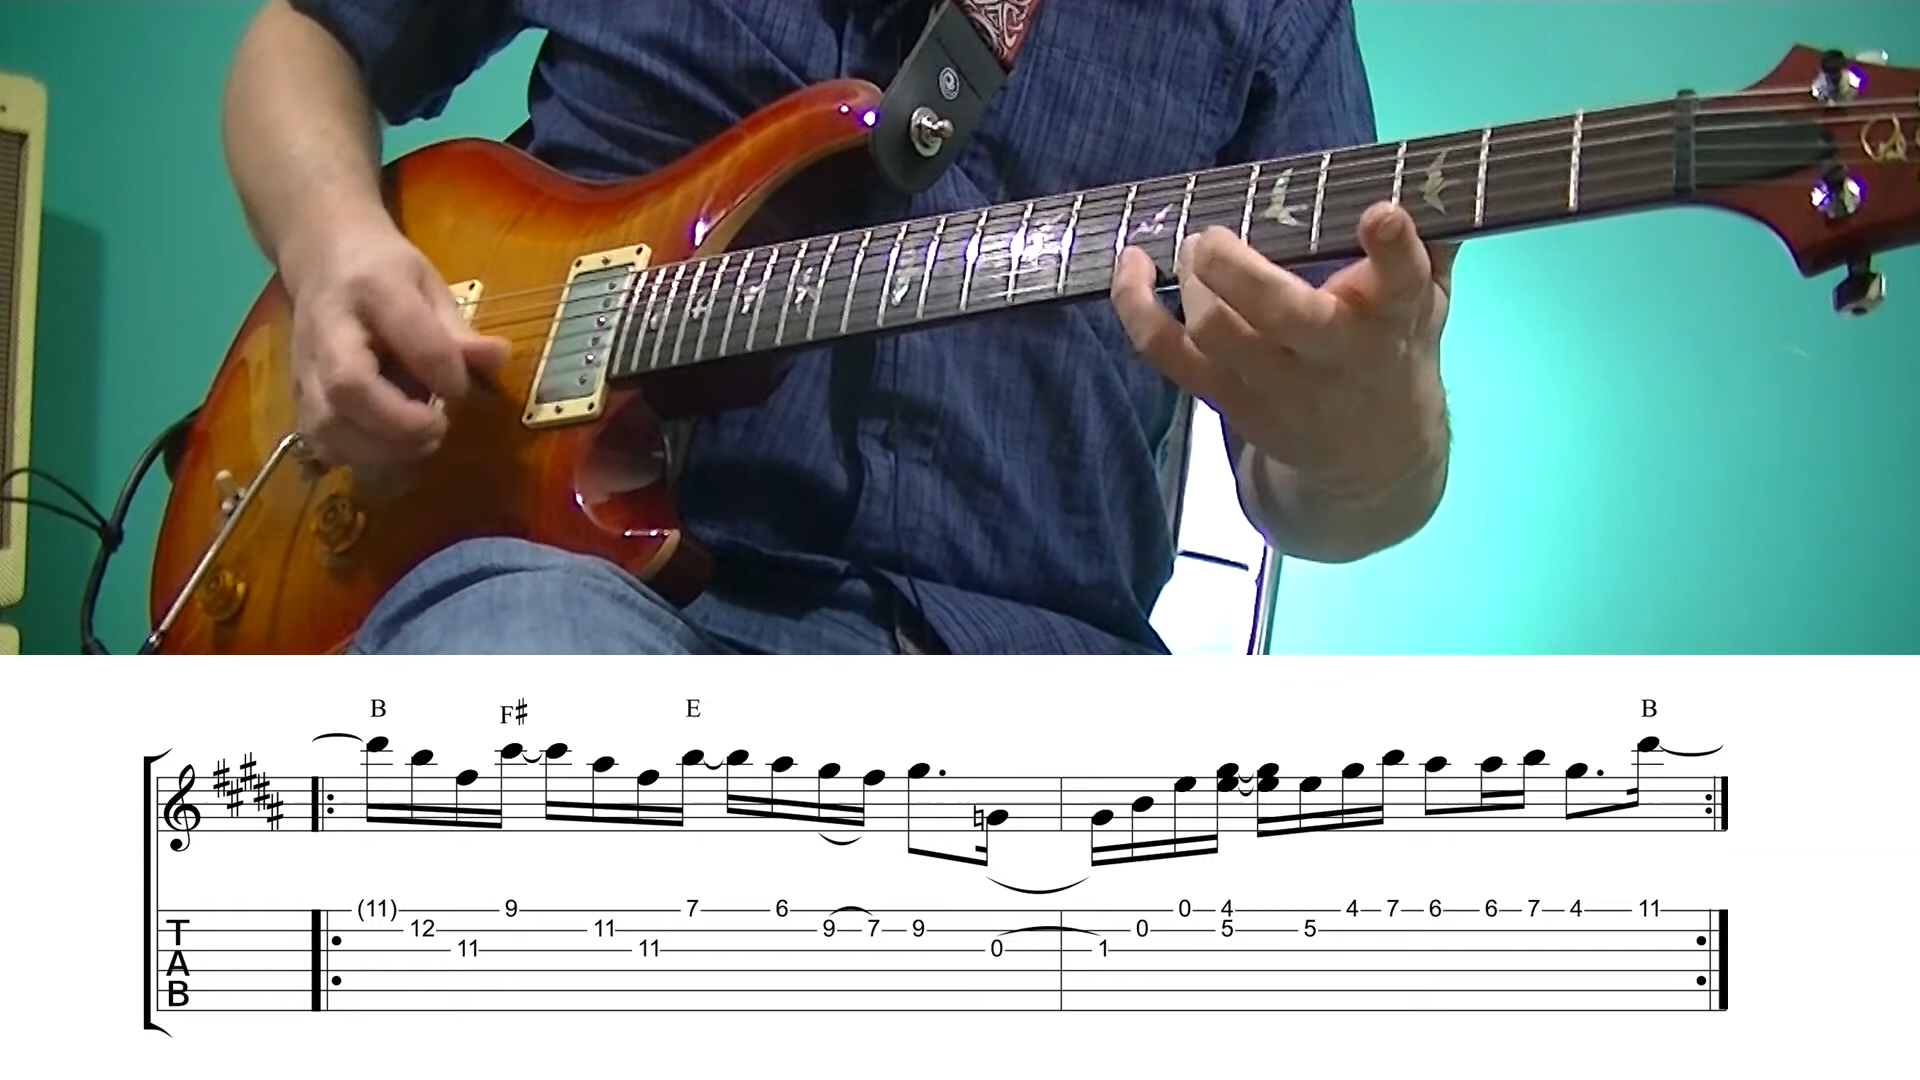 B F♯ E B
T (11) 9 7 6 0 4 4 7 6 6 7 4 11
A 12 11 9 7 9 0 5 5
B 11 11 0 1